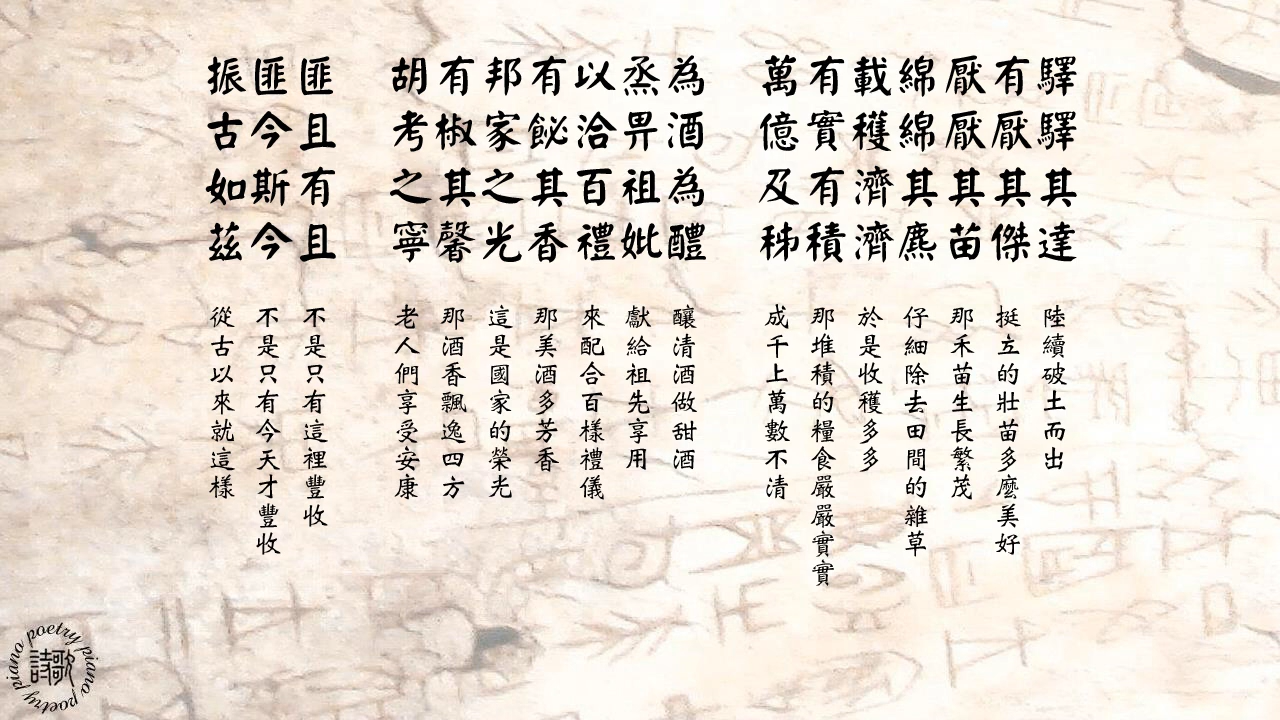 驛驛其達
有厭其傑
厭厭其苗
綿綿其麃
載穫濟濟
有實有積
萬億及秭
為酒為醴
烝畀祖妣
以洽百禮
有飶其香
邦家之光
有椒其馨
胡考之寧
匪且有且
匪今斯今
振古如茲
陸續破土而出
挺立的壯苗多麼美好
那禾苗生長繁茂
仔細除去田間的雜草
於是收穫多多
那堆積的糧食嚴嚴實實
成千上萬數不清
釀清酒做甜酒
獻給祖先享用
來配合百樣禮儀
那美酒多芳香
這是國家的榮光
那酒香飄逸四方
老人們享受安康
不是只有這裡豐收
不是只有今天才豐收
從古以來就這樣
poetry piano poetry piano
詩歌